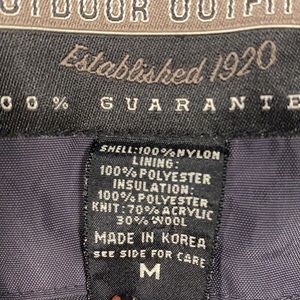 OUTDOOR OUTFIT
Established 1920
00% GUARANTE
SHELL:100%NYLON
LINING:
100%POLYESTER
INSULATION:
100%POLYESTER
KNIT:70%ACRYLIC
30%WOOL
MADE IN KOREA
SEE SIDE FOR CARE
M